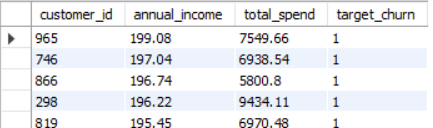 customer_id annual_income total_spend target_churn
965 199.08 7549.66 1
746 197.04 6938.54 1
866 196.74 5800.8 1
298 196.22 9434.11 1
819 195.45 6970.48 1